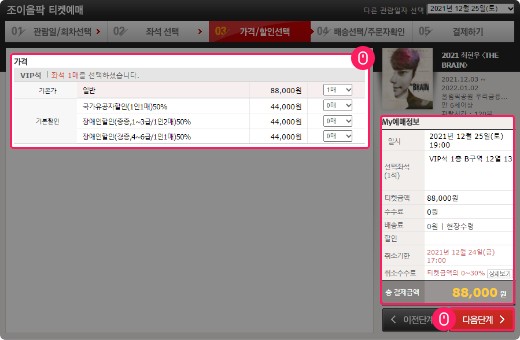 조이올팍 티켓예매
다른 관람일자 선택 2021년 12월 25일(토)
01 관람일/회차선택
02 좌석 선택
03 가격/할인선택
04 배송선택/주문자확인
05 결제하기
가격
VIP석 | 좌석 1매를 선택하셨습니다.
기본가 일반 88,000원 1매
기본할인
국가유공자할인(1인1매)50% 44,000원 0매
장애인할인(중증,1~3급/1인2매)50% 44,000원 0매
장애인할인(경증,4~6급/1인1매)50% 44,000원 0매
2021 최현우 <THE
BRAIN>
2021.12.03 ~
2022.01.02
BRAIN
My예매정보
일시 2021년 12월 25일(토)
19:00
선택좌석
(1석)
VIP석 1층 B구역 12열 13
티켓금액 88,000원
수수료 0원
배송료 0원 | 현장수령
할인
취소기한 2021년 12월 24일(금)
17:00
취소수수료 티켓금액의 0~30% 상세보기
총 결제금액 88,000 원
이전단계
다음단계